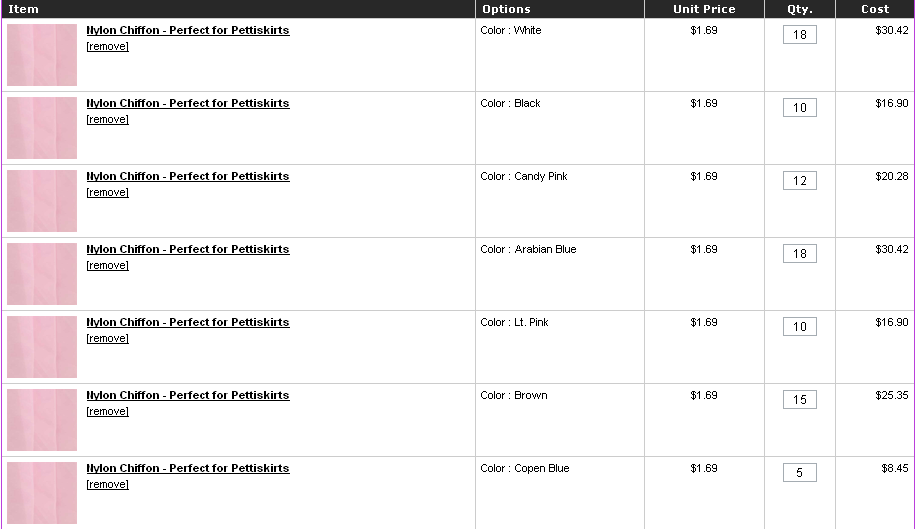 Item Options Unit Price Qty. Cost
Nylon Chiffon - Perfect for Pettiskirts Color : White $1.69 18 $30.42
[remove]
Nylon Chiffon - Perfect for Pettiskirts Color : Black $1.69 10 $16.90
[remove]
Nylon Chiffon - Perfect for Pettiskirts Color : Candy Pink $1.69 12 $20.28
[remove]
Nylon Chiffon - Perfect for Pettiskirts Color : Arabian Blue $1.69 18 $30.42
[remove]
Nylon Chiffon - Perfect for Pettiskirts Color : Lt. Pink $1.69 10 $16.90
[remove]
Nylon Chiffon - Perfect for Pettiskirts Color : Brown $1.69 15 $25.35
[remove]
Nylon Chiffon - Perfect for Pettiskirts Color : Copen Blue $1.69 5 $8.45
[remove]